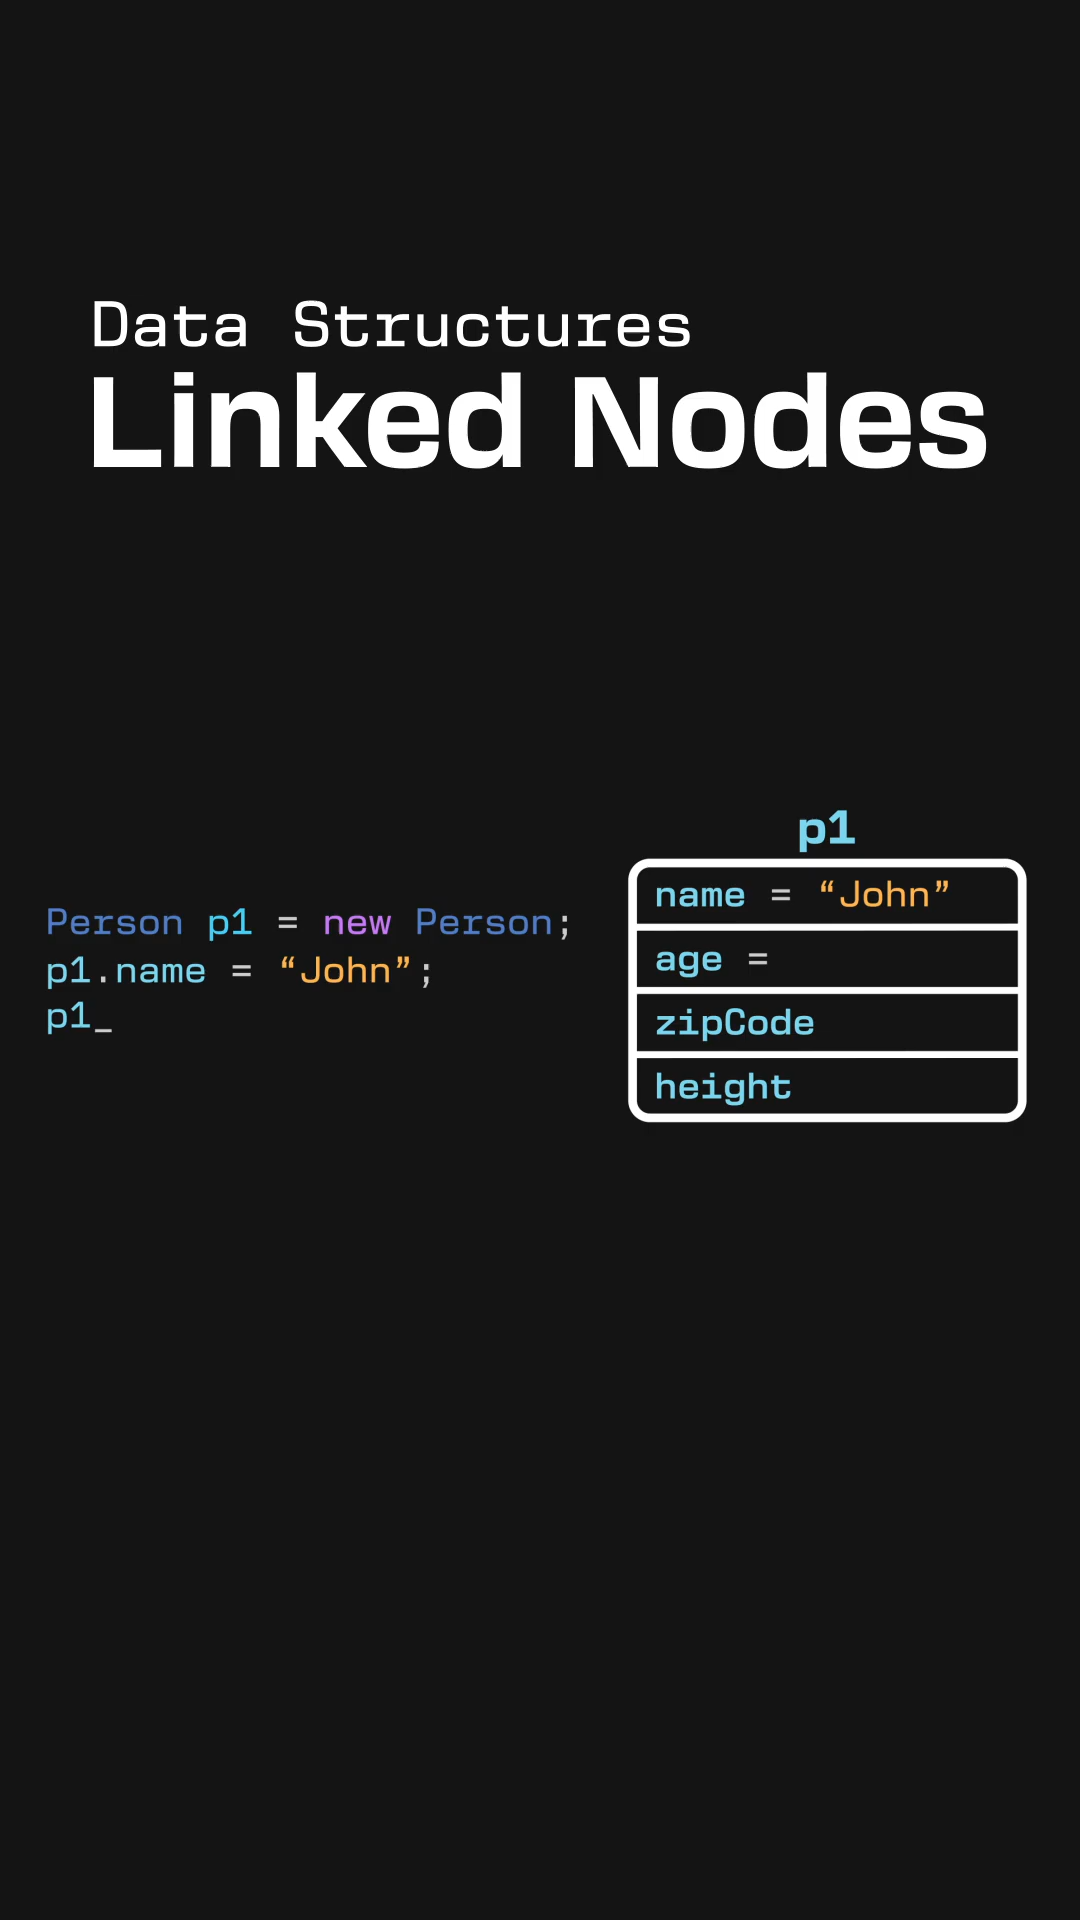 Data Structures
Linked Nodes
Person p1 = new Person;
p1.name = “John”;
p1_
p1
name = “John”
age =
zipCode
height